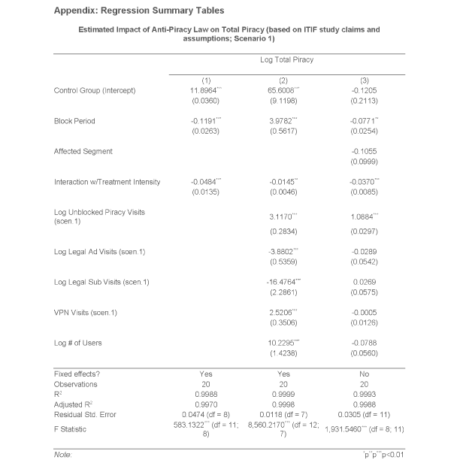 Appendix: Regression Summary Tables
Estimated Impact of Anti-Piracy Law on Total Piracy (based on ITIF study claims and
assumptions; Scenario 1)
Log Total Piracy
(1) (2) (3)
Control Group (Intercept) 11.8964*** 65.6008*** -0.1205
(0.0360) (9.1198) (0.2113)
Block Period -0.1191*** 3.9782*** -0.0771**
(0.0263) (0.5617) (0.0254)
Affected Segment -0.1055
(0.0999)
Interaction w/Treatment Intensity -0.0484*** -0.0145** -0.0370***
(0.0135) (0.0046) (0.0085)
Log Unblocked Piracy Visits
(scen.1)
3.1170*** 1.0884***
(0.2834) (0.0297)
Log Legal Ad Visits (scen.1) -3.8802*** -0.0289
(0.5359) (0.0542)
Log Legal Sub Visits (scen.1) -16.4764*** 0.0269
(2.2861) (0.0575)
VPN Visits (scen.1) 2.5206*** -0.0005
(0.3506) (0.0126)
Log # of Users 10.2295*** -0.0788
(1.4238) (0.0560)
Fixed effects? Yes Yes No
Observations 20 20 20
R² 0.9988 0.9999 0.9993
Adjusted R² 0.9970 0.9998 0.9988
Residual Std. Error 0.0474 (df = 8) 0.0118 (df = 7) 0.0305 (df = 11)
F Statistic 583.1322*** (df = 11; 8) 8,560.2170*** (df = 12; 7) 1,931.5460*** (df = 8; 11)
Note: *p**p***p<0.01